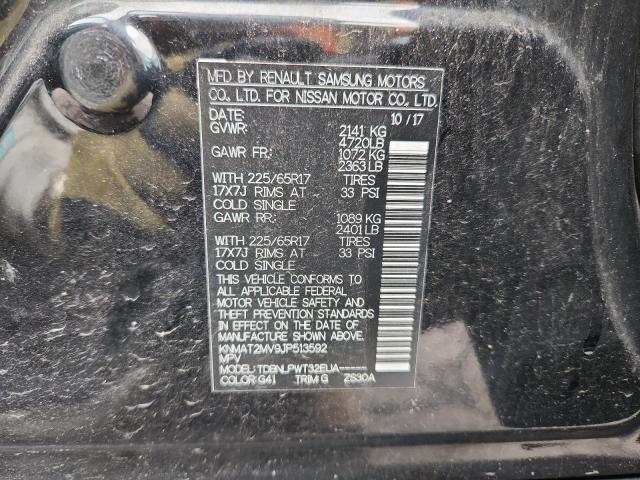 MFD BY RENAULT SAMSUNG MOTORS
CO., LTD. FOR NISSAN MOTOR CO., LTD.
DATE: 10/17
GVWR: 2141 KG
4720LB
GAWR FR: 1072 KG
2363 LB
WITH 225/65R17 TIRES
17X7J RIMS AT 33 PSI
COLD SINGLE
GAWR RR: 1089 KG
2401 LB
WITH 225/65R17 TIRES
17X7J RIMS AT 33 PSI
COLD SINGLE
THIS VEHICLE CONFORMS TO
ALL APPLICABLE FEDERAL
MOTOR VEHICLE SAFETY AND
THEFT PREVENTION STANDARDS
IN EFFECT ON THE DATE OF
MANUFACTURE SHOWN ABOVE.
KNMAT2MV9JP513592
MPV
MODEL: TDBNLPWT32EUA-----
COLOR: G41 TRIM: G ZS30A